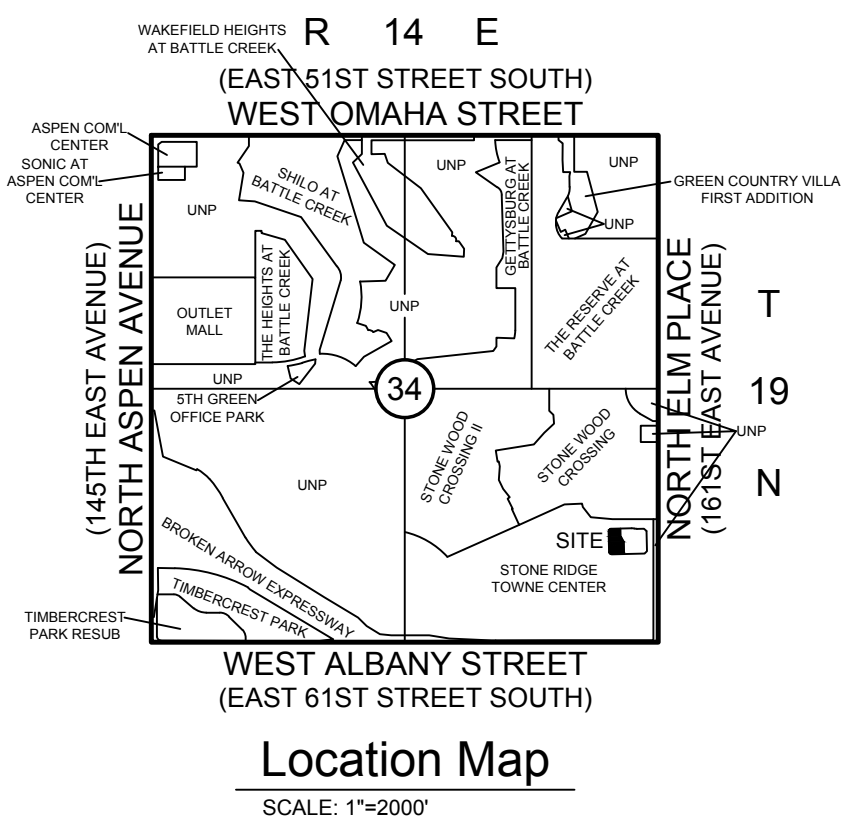 R 14 E
(EAST 51ST STREET SOUTH)
WEST OMAHA STREET
WAKEFIELD HEIGHTS
AT BATTLE CREEK
ASPEN COM'L
CENTER
SONIC AT
ASPEN COM'L
CENTER
UNP
SHILO AT
BATTLE CREEK
UNP
GETTYSBURG AT
BATTLE CREEK
UNP
GREEN COUNTRY VILLA
FIRST ADDITION
UNP
(145TH EAST AVENUE)
NORTH ASPEN AVENUE
OUTLET
MALL
THE HEIGHTS AT
BATTLE CREEK
UNP
THE RESERVE AT
BATTLE CREEK
NORTH ELM PLACE
(161ST EAST AVENUE)
T
19
N
UNP
5TH GREEN
OFFICE PARK
34
UNP
STONE WOOD
CROSSING II
STONE WOOD
CROSSING
UNP
SITE
STONE RIDGE
TOWNE CENTER
BROKEN ARROW EXPRESSWAY
TIMBERCREST PARK
TIMBERCREST
PARK RESUB
WEST ALBANY STREET
(EAST 61ST STREET SOUTH)
Location Map
SCALE: 1"=2000'